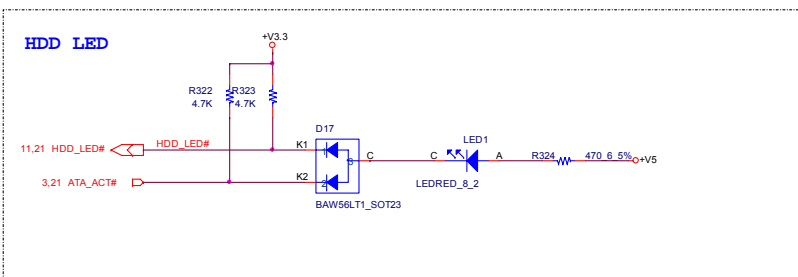 +V3.3
HDD LED
R322
R323
4.7K
4.7K
D17
11,21 HDD_LED#
HDD_LED#
K1
1
3
C
C
LED1
A
R324
470_6_5%
+V5
3,21 ATA_ACT#
K2
2
LEDRED_8_2
BAW56LT1_SOT23